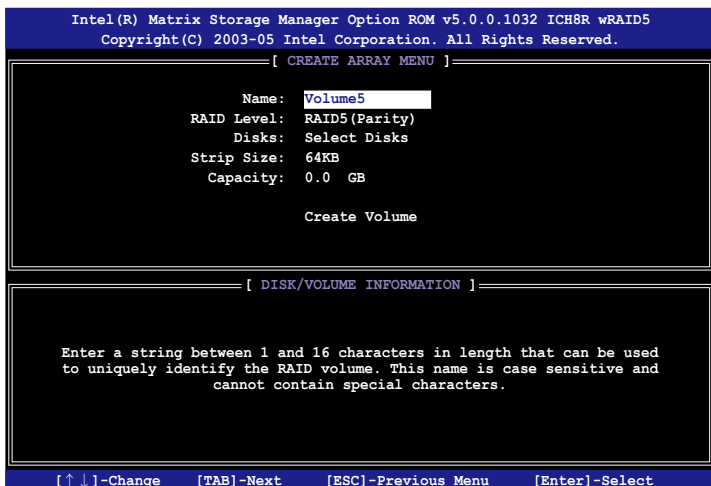 Intel(R) Matrix Storage Manager Option ROM v5.0.0.1032 ICH8R wRAID5
Copyright(C) 2003-05 Intel Corporation. All Rights Reserved.
[ CREATE ARRAY MENU ]
Name: Volume5
RAID Level: RAID5(Parity)
Disks: Select Disks
Strip Size: 64KB
Capacity: 0.0 GB
Create Volume
[ DISK/VOLUME INFORMATION ]
Enter a string between 1 and 16 characters in length that can be used
to uniquely identify the RAID volume. This name is case sensitive and
cannot contain special characters.
[↑↓]-Change [TAB]-Next [ESC]-Previous Menu [Enter]-Select